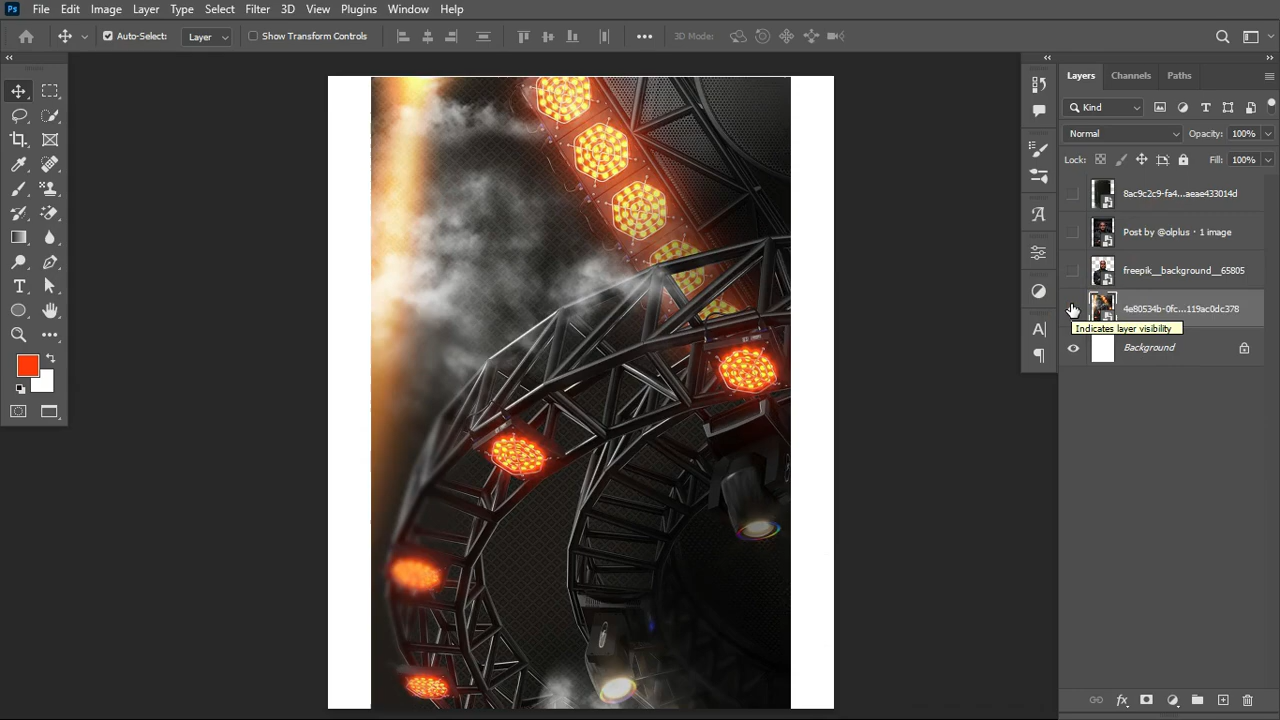 Ps File Edit Image Layer Type Select Filter 3D View Plugins Window Help
Auto-Select: Layer Show Transform Controls 3D Mode:
Layers Channels Paths
Kind
Normal Opacity: 100%
Lock: Fill: 100%
8ac9c2c9-fa4...aeae433014d
Post by @olplus · 1 image
freepik__background__65805
4e80534b-0fc...119ac0dc378
Indicates layer visibility
Background